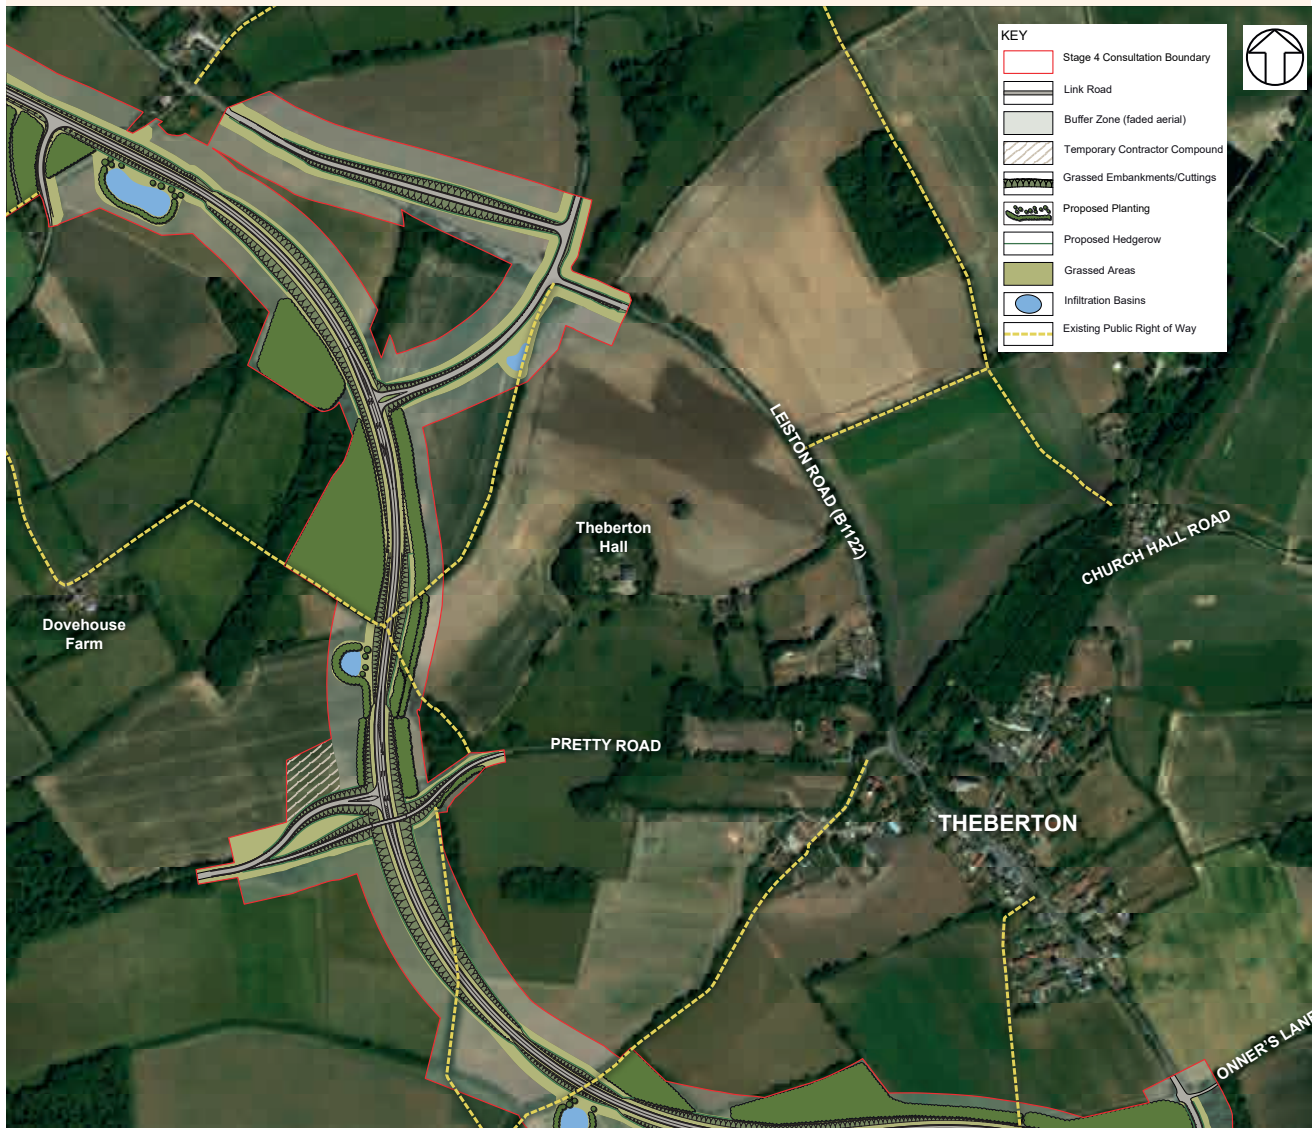 KEY
Stage 4 Consultation Boundary
Link Road
Buffer Zone (faded aerial)
Temporary Contractor Compound
Grassed Embankments/Cuttings
Proposed Planting
Proposed Hedgerow
Grassed Areas
Infiltration Basins
Existing Public Right of Way
LEISTON ROAD (B1122)
Theberton
Hall
CHURCH HALL ROAD
Dovehouse
Farm
PRETTY ROAD
THEBERTON
ONNER'S LANE